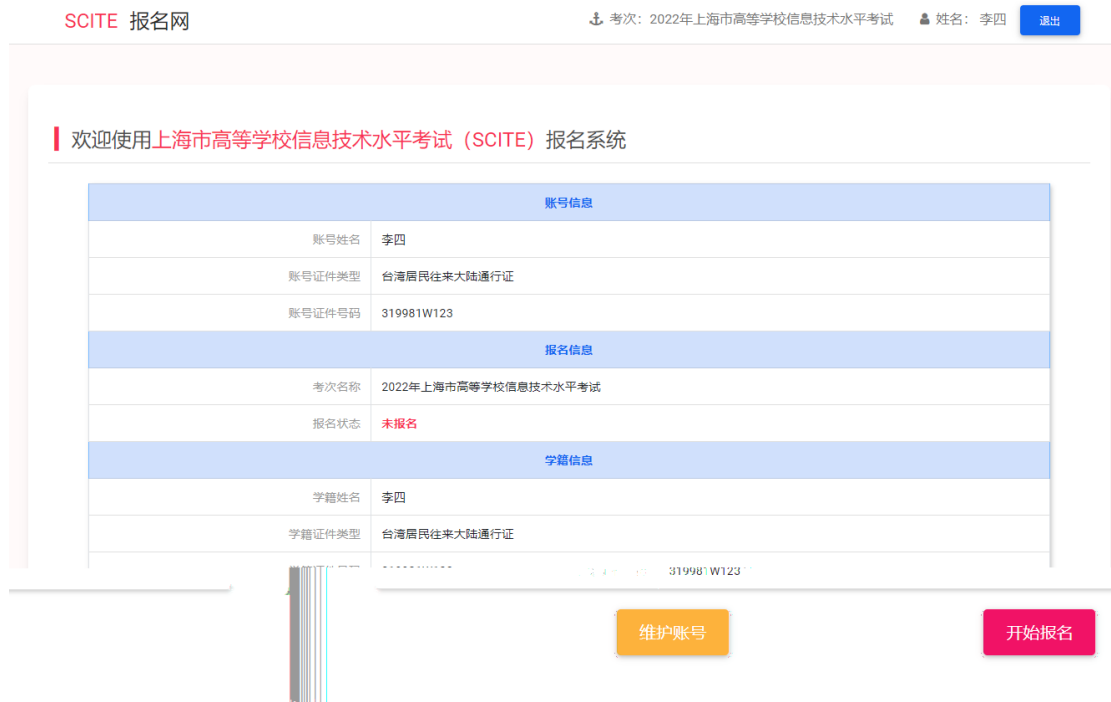 SCITE 报名网 考次：2022年上海市高等学校信息技术水平考试 姓名： 李四 退出
欢迎使用上海市高等学校信息技术水平考试（SCITE）报名系统
账号信息
账号姓名 李四
账号证件类型 台湾居民往来大陆通行证
账号证件号码 319981W123
报名信息
考次名称 2022年上海市高等学校信息技术水平考试
报名状态 未报名
学籍信息
学籍姓名 李四
学籍证件类型 台湾居民往来大陆通行证
319981W123
维护账号 开始报名